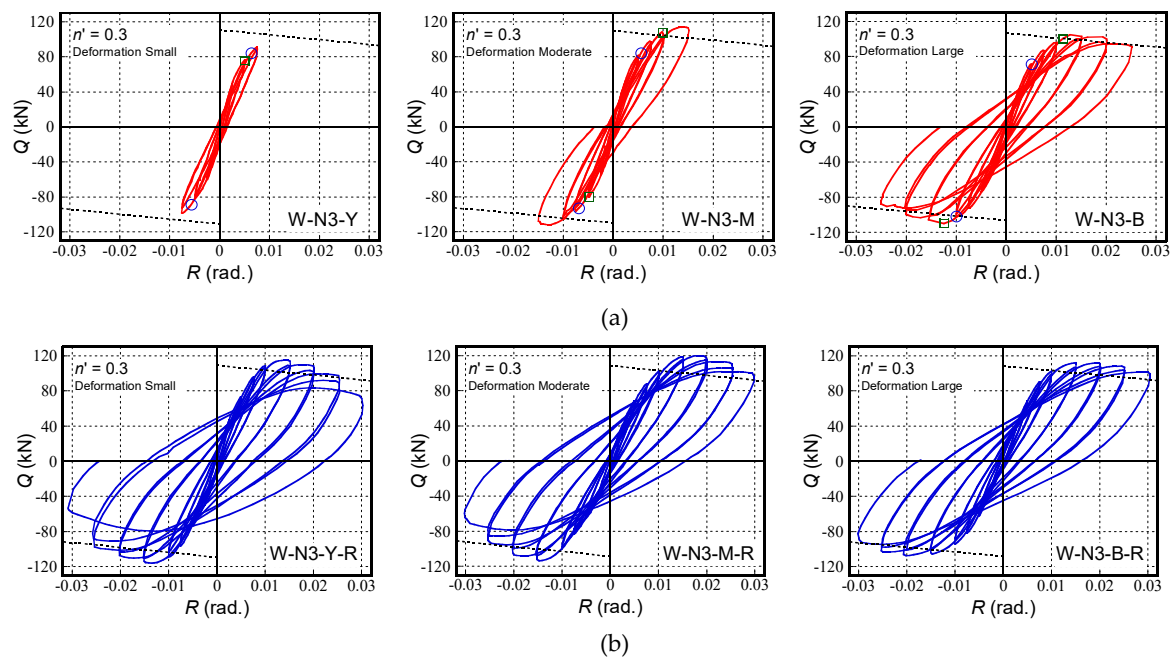 n' = 0.3
Deformation Small
W-N3-Y
Q (kN)
120
80
40
0
-40
-80
-120
-0.03 -0.02 -0.01 0 0.01 0.02 0.03
R (rad.)
n' = 0.3
Deformation Moderate
W-N3-M
Q (kN)
120
80
40
0
-40
-80
-120
-0.03 -0.02 -0.01 0 0.01 0.02 0.03
R (rad.)
n' = 0.3
Deformation Large
W-N3-B
Q (kN)
120
80
40
0
-40
-80
-120
-0.03 -0.02 -0.01 0 0.01 0.02 0.03
R (rad.)
(a)
n' = 0.3
Deformation Small
W-N3-Y-R
Q (kN)
120
80
40
0
-40
-80
-120
-0.03 -0.02 -0.01 0 0.01 0.02 0.03
R (rad.)
n' = 0.3
Deformation Moderate
W-N3-M-R
Q (kN)
120
80
40
0
-40
-80
-120
-0.03 -0.02 -0.01 0 0.01 0.02 0.03
R (rad.)
n' = 0.3
Deformation Large
W-N3-B-R
Q (kN)
120
80
40
0
-40
-80
-120
-0.03 -0.02 -0.01 0 0.01 0.02 0.03
R (rad.)
(b)